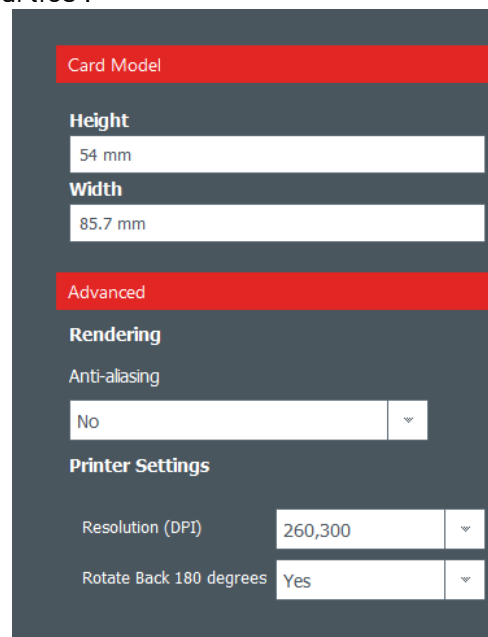 Card Model
Height
54 mm
Width
85.7 mm
Advanced
Rendering
Anti-aliasing
No
Printer Settings
Resolution (DPI) 260,300
Rotate Back 180 degrees Yes